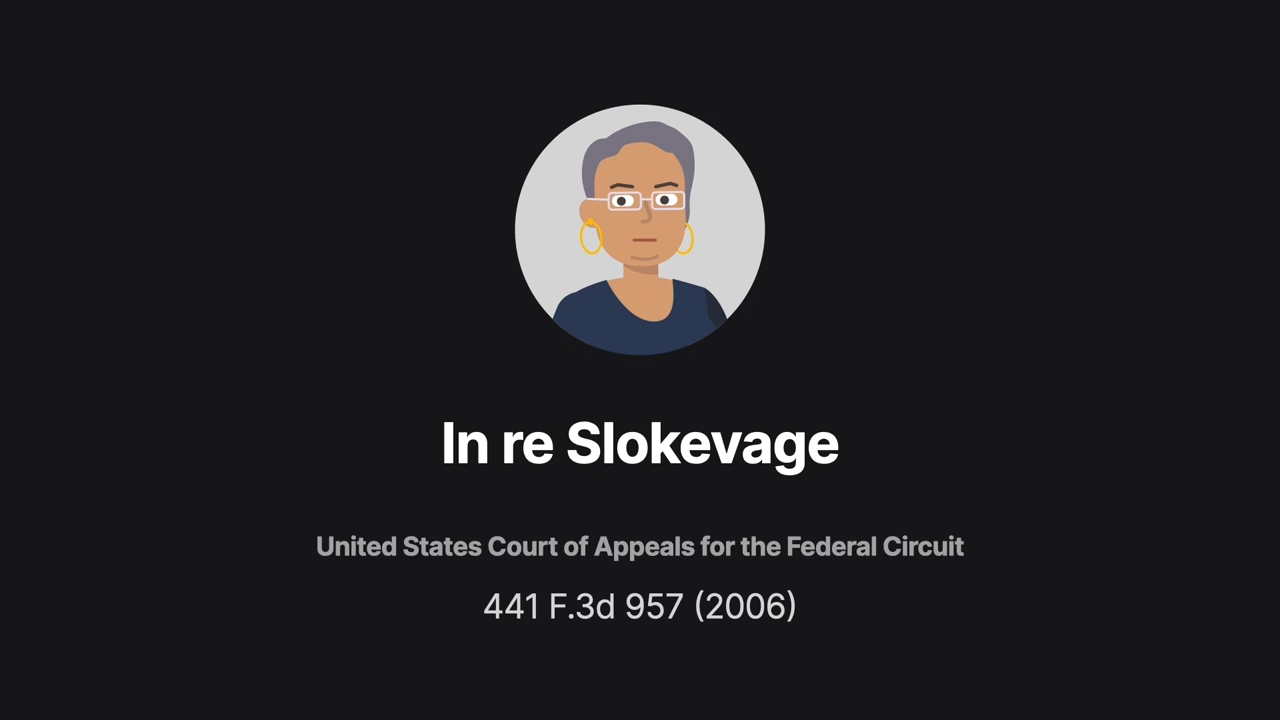 In re Slokevage
United States Court of Appeals for the Federal Circuit
441 F.3d 957 (2006)